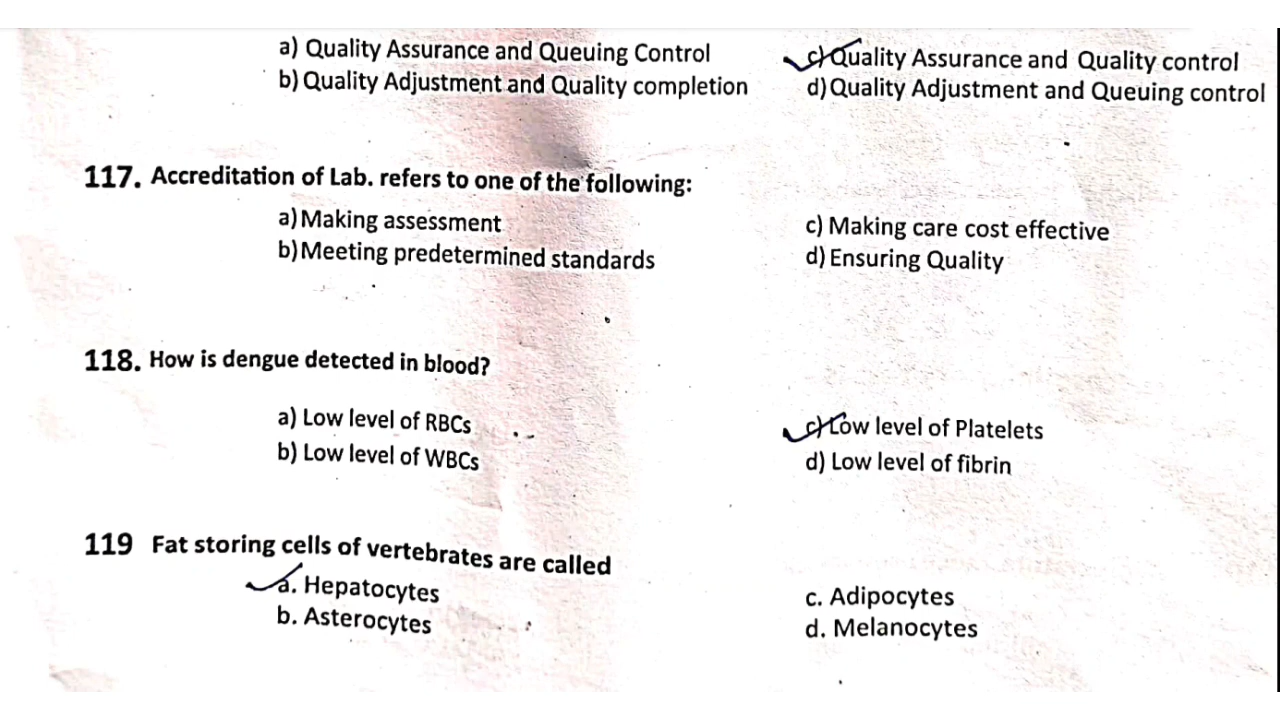 a) Quality Assurance and Queuing Control
c) Quality Assurance and Quality control
b) Quality Adjustment and Quality completion
d) Quality Adjustment and Queuing control
117. Accreditation of Lab. refers to one of the following:
a) Making assessment
c) Making care cost effective
b) Meeting predetermined standards
d) Ensuring Quality
118. How is dengue detected in blood?
a) Low level of RBCs
c) Low level of Platelets
b) Low level of WBCs
d) Low level of fibrin
119 Fat storing cells of vertebrates are called
a. Hepatocytes
c. Adipocytes
b. Asterocytes
d. Melanocytes